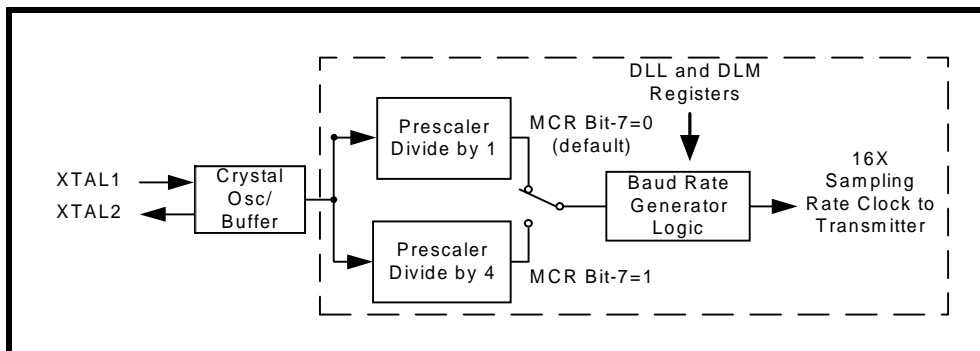 DLL and DLM
Registers
Prescaler
Divide by 1
MCR Bit-7=0
(default)
XTAL1
XTAL2
Crystal
Osc/
Buffer
Baud Rate
Generator
Logic
16X
Sampling
Rate Clock to
Transmitter
Prescaler
Divide by 4
MCR Bit-7=1